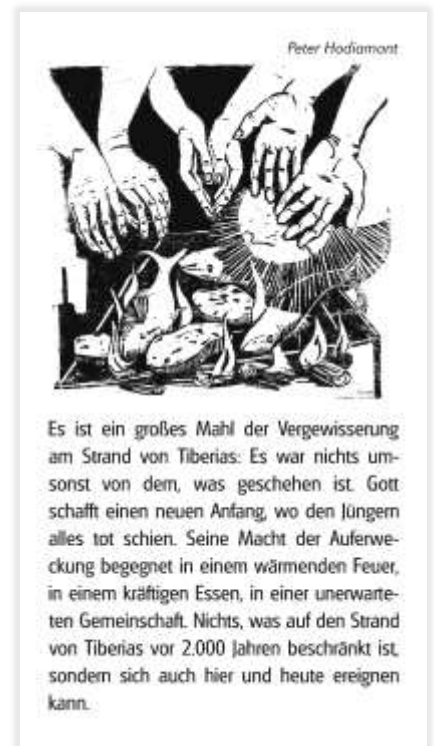 Peter Hodiamont
Es ist ein großes Mahl der Vergewisserung
am Strand von Tiberias: Es war nichts um-
sonst von dem, was geschehen ist. Gott
schafft einen neuen Anfang, wo den Jüngern
alles tot schien. Seine Macht der Auferwe-
ckung begegnet in einem wärmenden Feuer,
in einem kräftigen Essen, in einer unerwarte-
ten Gemeinschaft. Nichts, was auf den Strand
von Tiberias vor 2.000 Jahren beschränkt ist,
sondern sich auch hier und heute ereignen
kann.